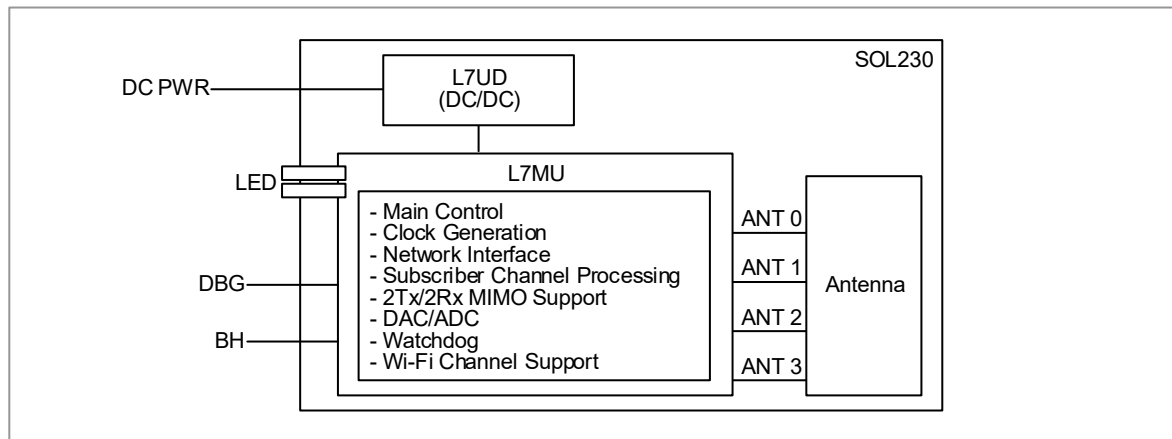 SOL230
L7UD
(DC/DC)
DC PWR
L7MU
LED
- Main Control
- Clock Generation
- Network Interface
- Subscriber Channel Processing
- 2Tx/2Rx MIMO Support
- DAC/ADC
- Watchdog
- Wi-Fi Channel Support
DBG
BH
ANT 0
ANT 1
ANT 2
ANT 3
Antenna